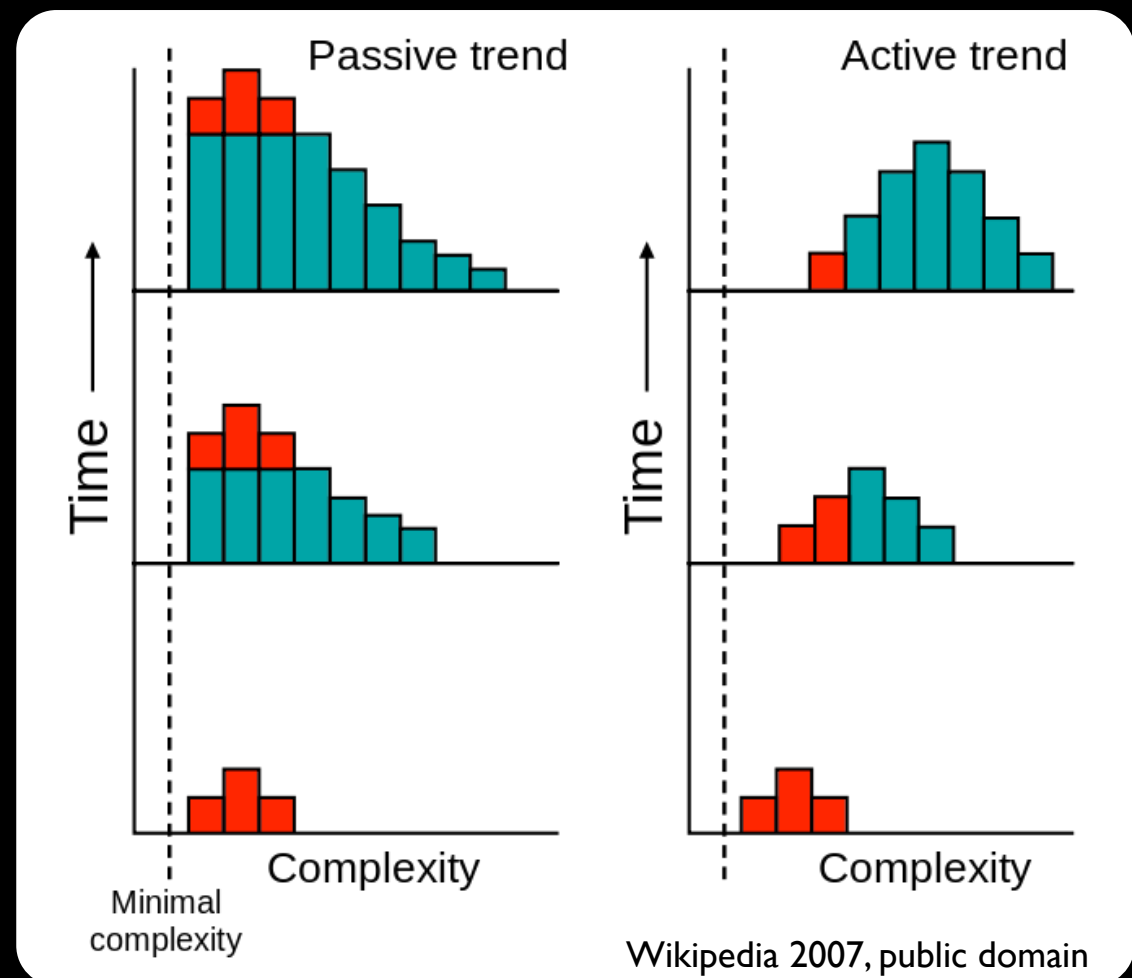 Passive trend
Active trend
Time
Time
Complexity
Complexity
Minimal
complexity
Wikipedia 2007, public domain